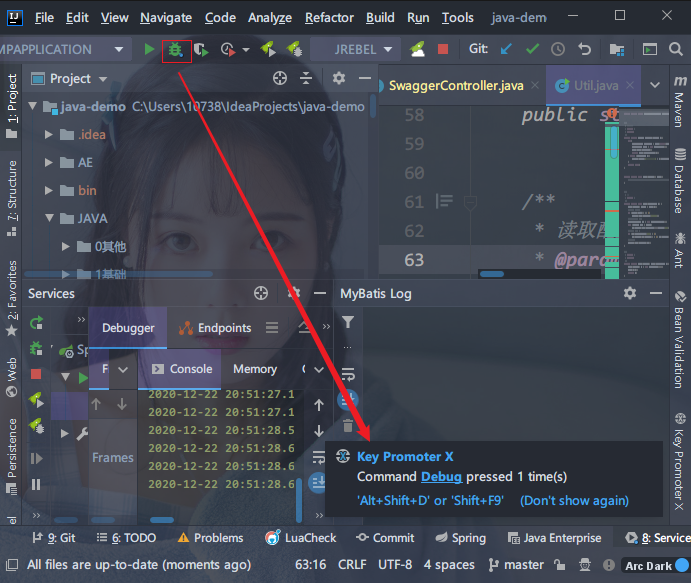 File Edit View Navigate Code Analyze Refactor Build Run Tools java-dem
MPAPPLICATION JREBEL Git:
1: Project
7: Structure
2: Favorites
Web
Persistence
Project
java-demo C:\Users\10738\IdeaProjects\java-demo
.idea
AE
bin
JAVA
0其他
1基础
SwaggerController.java Util.java
58 public st
59
60
61 /**
62 * 读取配
63 * @para
Maven
Database
Ant
Bean Validation
Key Promoter X
Services
MyBatis Log
Debugger Endpoints
Console Memory
Frames
2020-12-22 20:51:27.1
2020-12-22 20:51:27.1
2020-12-22 20:51:28.5
2020-12-22 20:51:28.6
2020-12-22 20:51:28.6
2020-12-22 20:51:28.6
Key Promoter X
Command Debug pressed 1 time(s)
'Alt+Shift+D' or 'Shift+F9' (Don't show again)
9: Git 6: TODO Problems LuaCheck Commit Spring Java Enterprise 8: Service
All files are up-to-date (moments ago) 63:16 CRLF UTF-8 4 spaces master Arc Dark